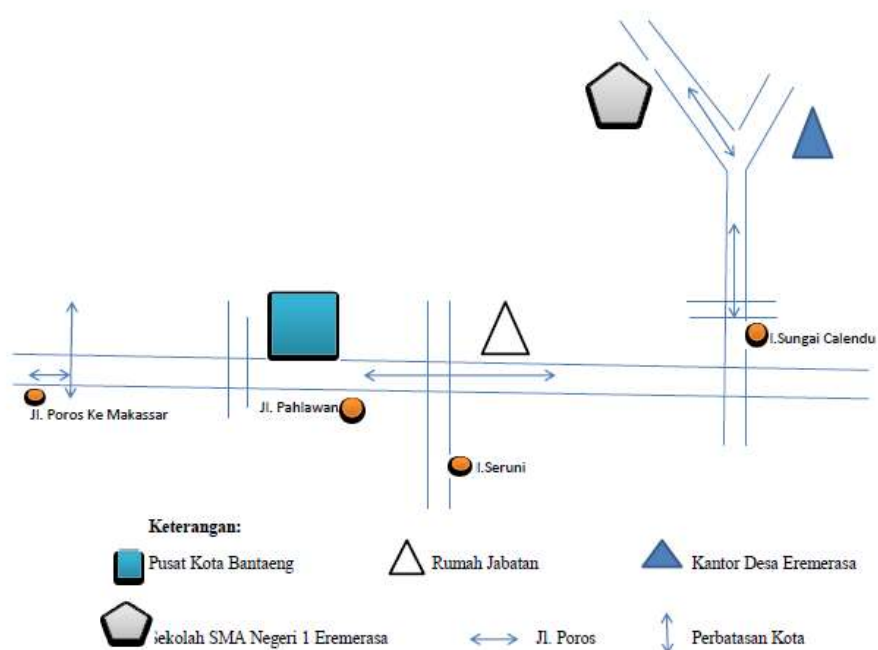 I.Sungai Calendu
Jl. Poros Ke Makassar
Jl. Pahlawan
I.Seruni
Keterangan:
Pusat Kota Bantaeng
Rumah Jabatan
Kantor Desa Eremerasa
Sekolah SMA Negeri 1 Eremerasa
Jl. Poros
Perbatasan Kota